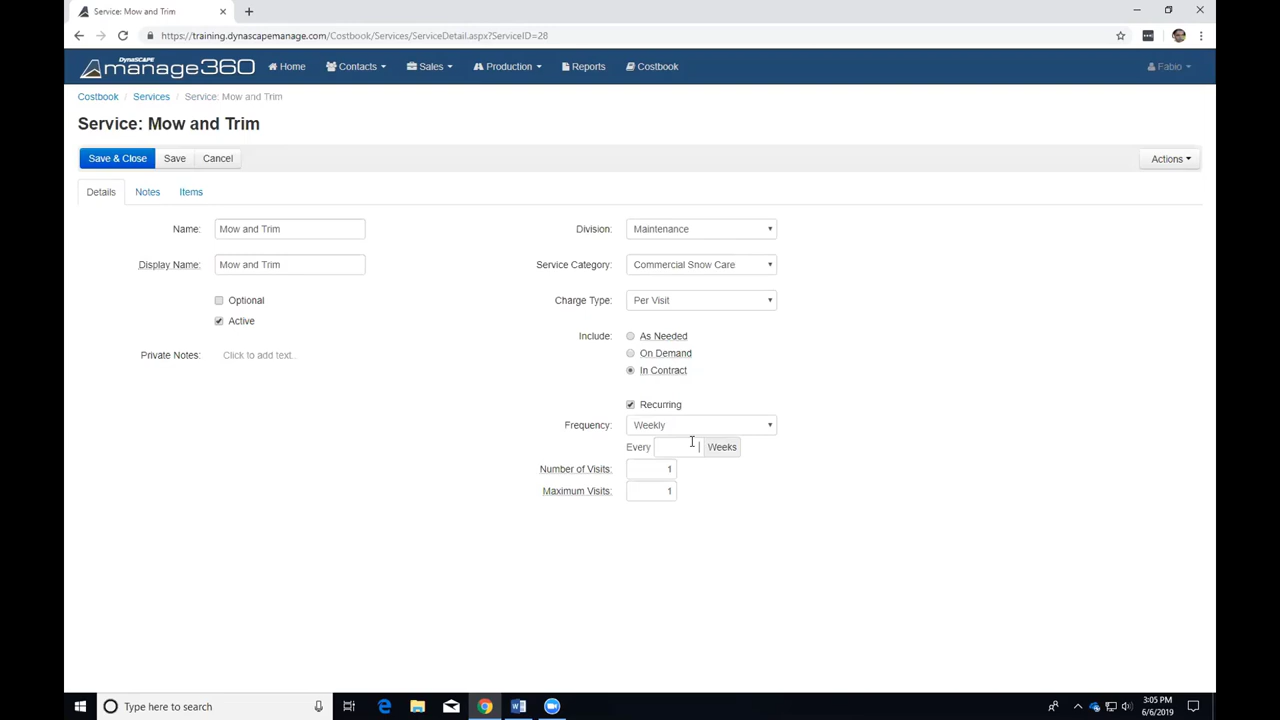 Service: Mow and Trim
https://training.dynascapemanage.com/Costbook/Services/ServiceDetail.aspx?ServiceID=28
DynaSCAPE
manage360
Home
Contacts
Sales
Production
Reports
Costbook
Fabio
Costbook / Services / Service: Mow and Trim
Service: Mow and Trim
Save & Close
Save
Cancel
Actions
Details
Notes
Items
Name: Mow and Trim
Display Name: Mow and Trim
Optional
Active
Private Notes: Click to add text..
Division: Maintenance
Service Category: Commercial Snow Care
Charge Type: Per Visit
Include: As Needed
On Demand
In Contract
Recurring
Frequency: Weekly
Every Weeks
Number of Visits: 1
Maximum Visits: 1
Type here to search
3:05 PM
6/6/2019